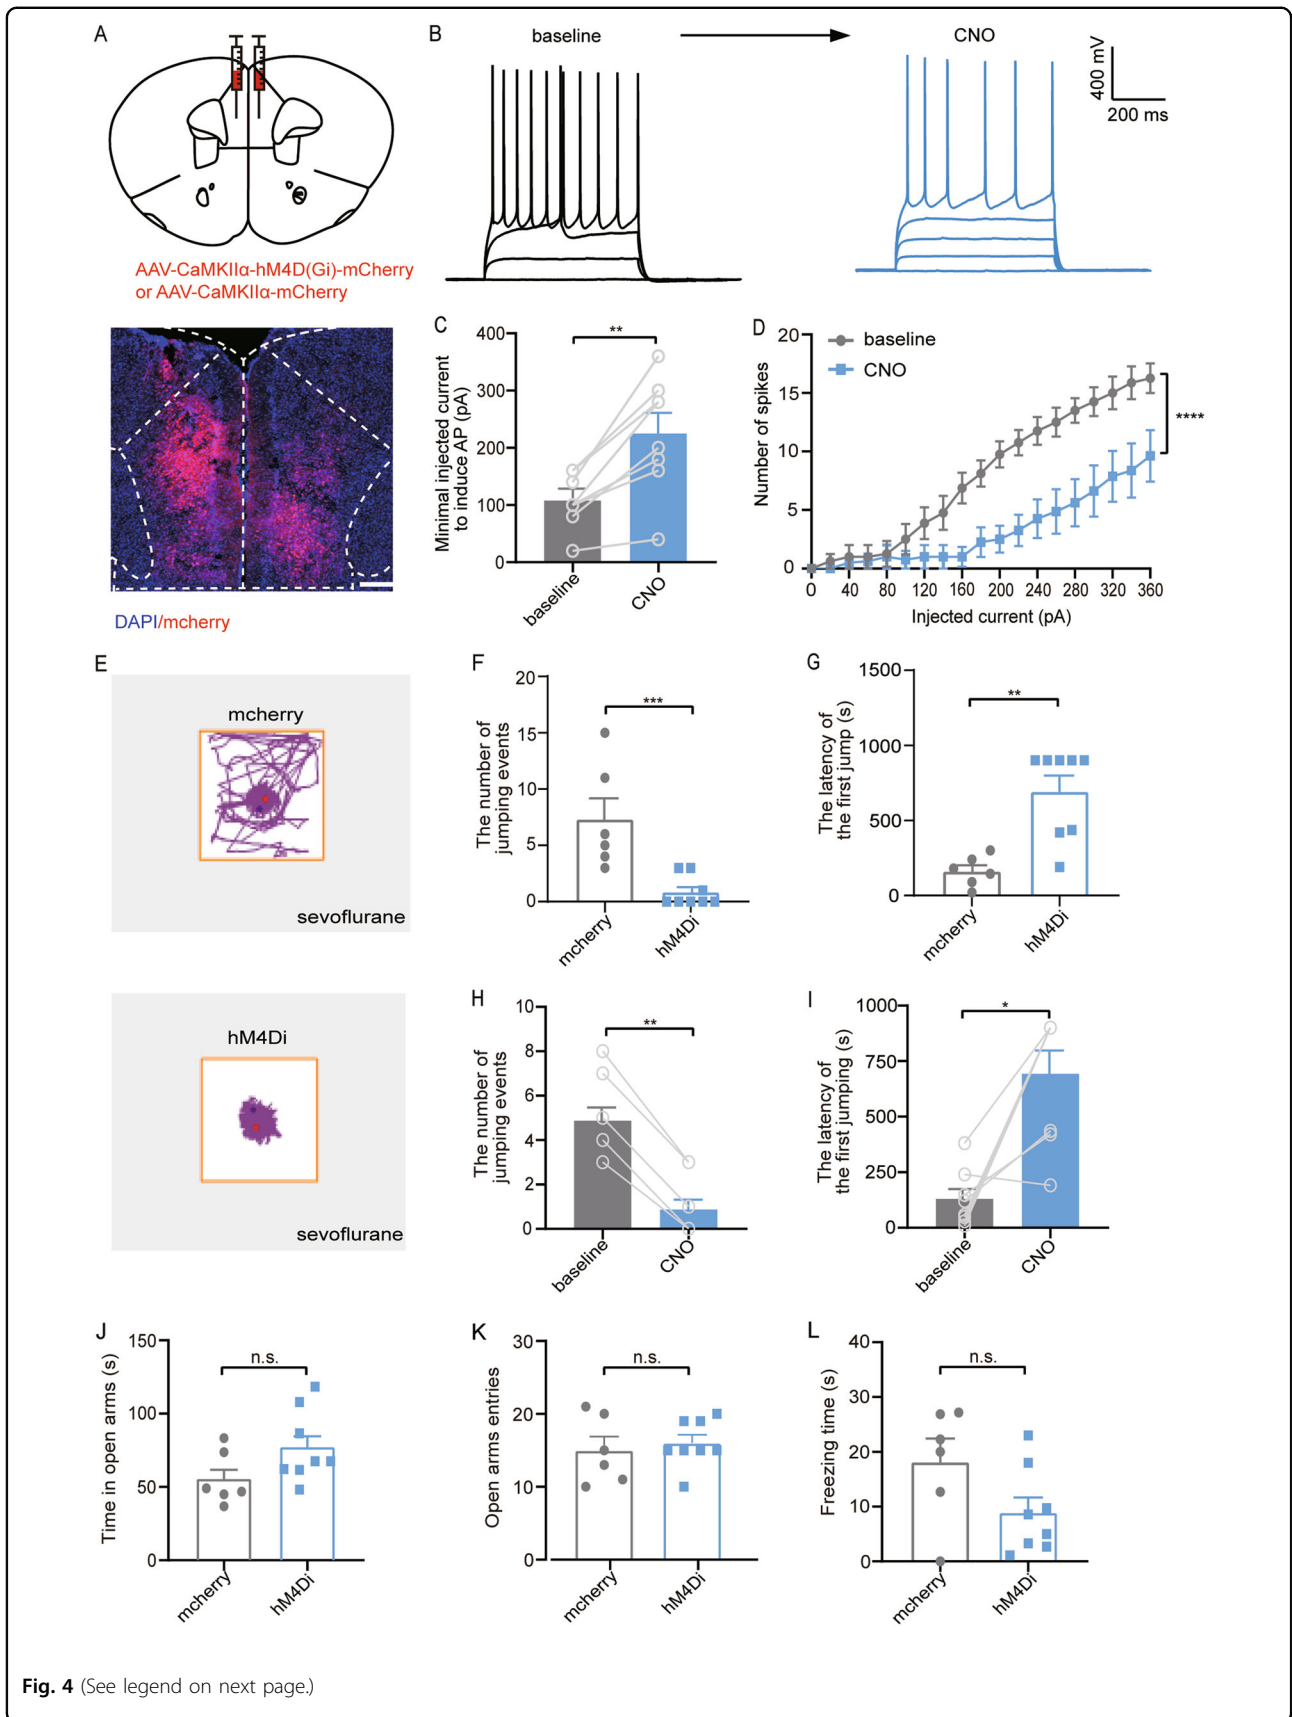 A
AAV-CaMKIIα-hM4D(Gi)-mCherry
or AAV-CaMKIIα-mCherry
DAPI/mcherry
B
baseline
CNO
400 mV
200 ms
C
Minimal injected current
to induce AP (pA)
400
300
200
100
0
**
baseline
CNO
D
Number of spikes
20
15
10
5
0
baseline
CNO
****
0 40 80 120 160 200 240 280 320 360
Injected current (pA)
E
mcherry
sevoflurane
hM4Di
sevoflurane
F
The number of
jumping events
20
15
10
5
0
***
mcherry
hM4Di
G
The latency of
the first jump (s)
1500
1000
500
0
**
mcherry
hM4Di
H
The number of
jumping events
10
8
6
4
2
0
**
baseline
CNO
I
The latency of
the first jumping (s)
1000
750
500
250
0
*
baseline
CNO
J
Time in open arms (s)
150
100
50
0
n.s.
mcherry
hM4Di
K
Open arms entries
30
20
10
0
n.s.
mcherry
hM4Di
L
Freezing time (s)
40
30
20
10
0
n.s.
mcherry
hM4Di
Fig. 4 (See legend on next page.)